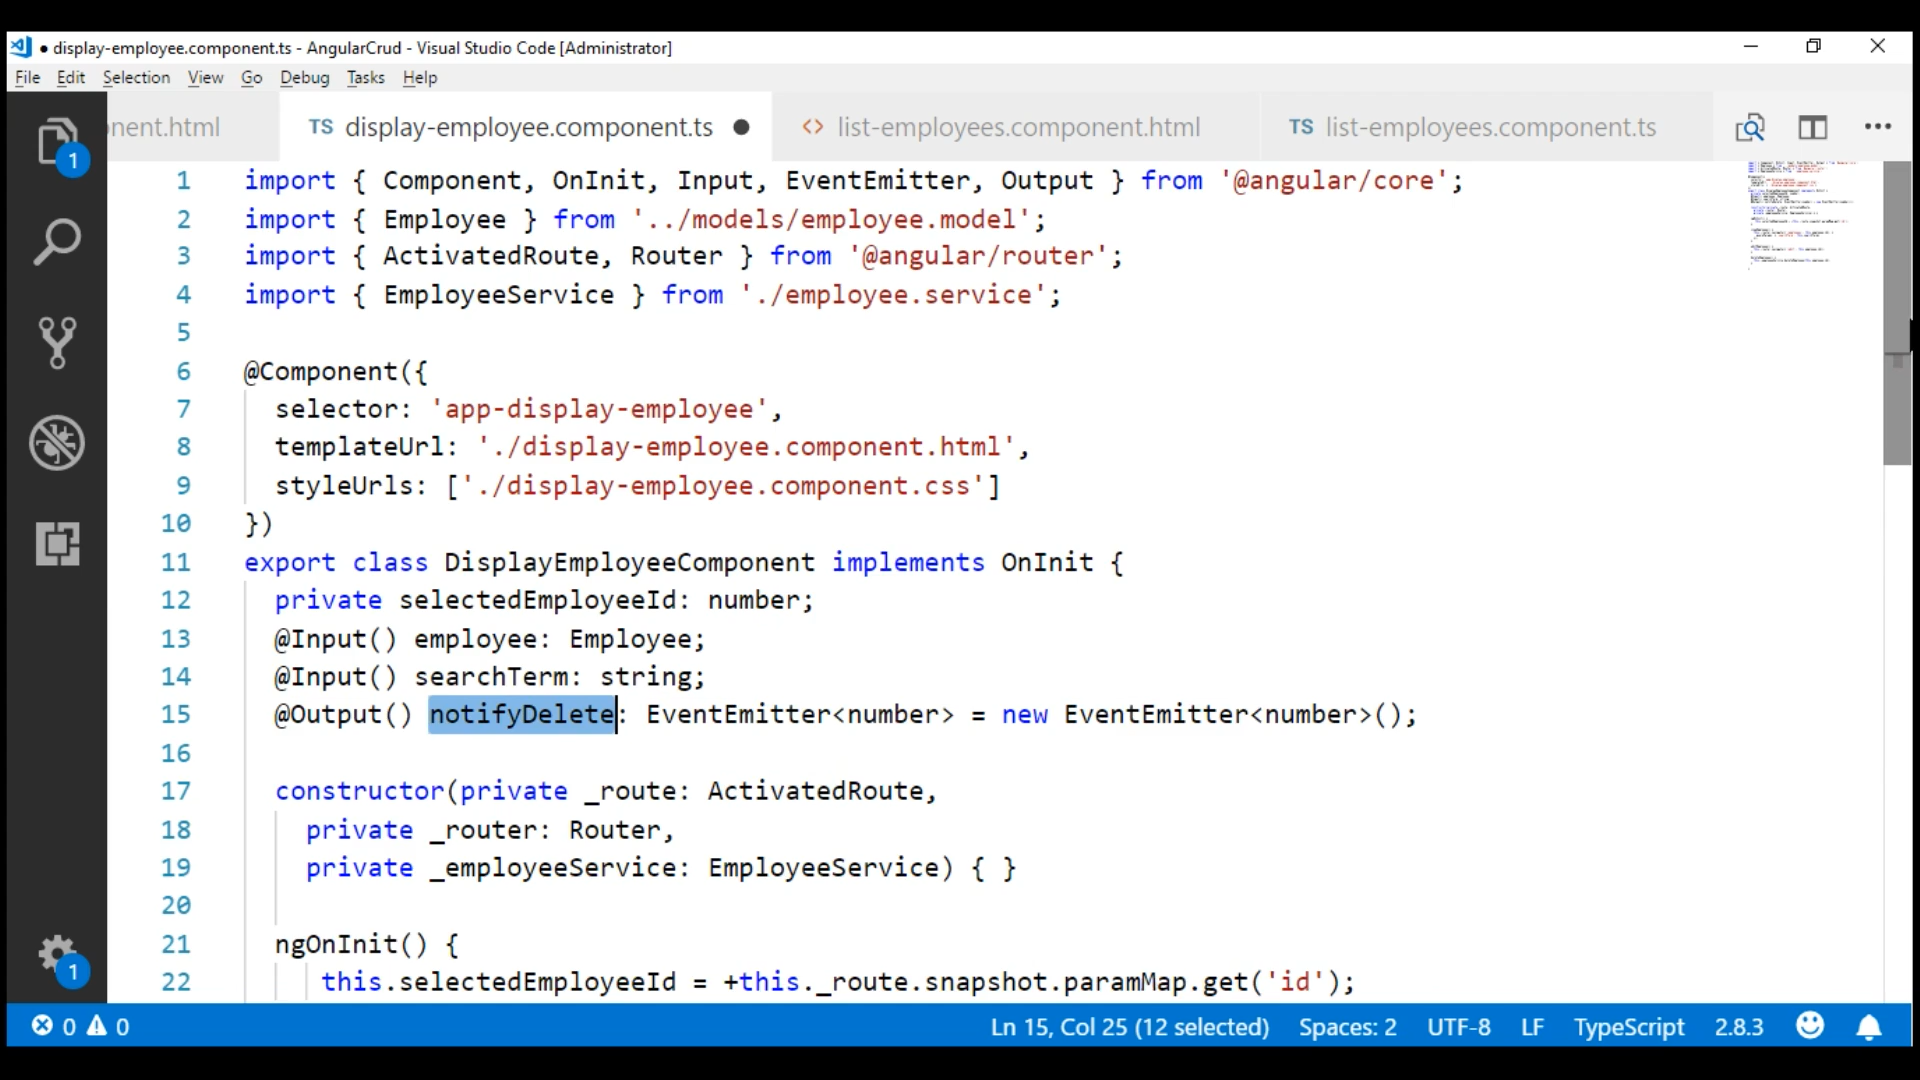 ● display-employee.component.ts - AngularCrud - Visual Studio Code [Administrator]
File Edit Selection View Go Debug Tasks Help
nent.html TS display-employee.component.ts ● <> list-employees.component.html TS list-employees.component.ts
1 import { Component, OnInit, Input, EventEmitter, Output } from '@angular/core';
2 import { Employee } from '../models/employee.model';
3 import { ActivatedRoute, Router } from '@angular/router';
4 import { EmployeeService } from './employee.service';
5
6 @Component({
7   selector: 'app-display-employee',
8   templateUrl: './display-employee.component.html',
9   styleUrls: ['./display-employee.component.css']
10 })
11 export class DisplayEmployeeComponent implements OnInit {
12   private selectedEmployeeId: number;
13   @Input() employee: Employee;
14   @Input() searchTerm: string;
15   @Output() notifyDelete: EventEmitter<number> = new EventEmitter<number>();
16
17   constructor(private _route: ActivatedRoute,
18     private _router: Router,
19     private _employeeService: EmployeeService) { }
20
21   ngOnInit() {
22      this.selectedEmployeeId = +this._route.snapshot.paramMap.get('id');
1
1
0 0 Ln 15, Col 25 (12 selected) Spaces: 2 UTF-8 LF TypeScript 2.8.3